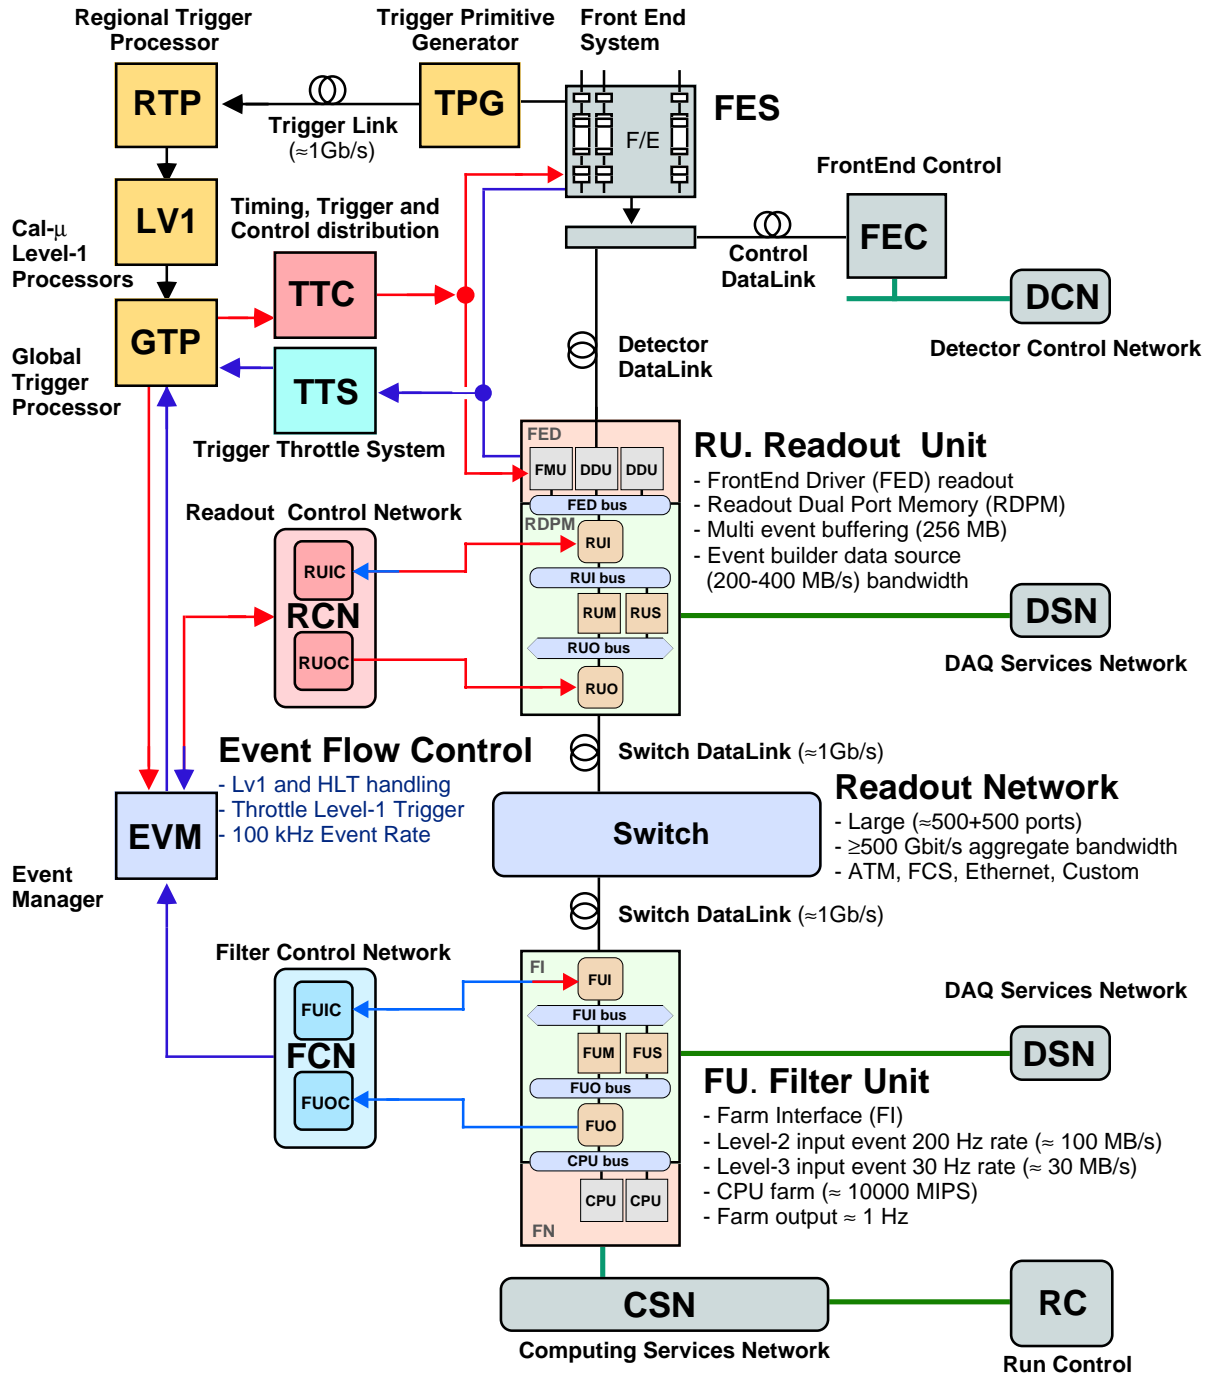 Regional Trigger
Processor
Trigger Primitive
Generator
Front End
System
RTP
TPG
FES
Trigger Link
(≈1Gb/s)
F/E
FrontEnd Control
LV1
Timing, Trigger and
Control distribution
Cal-μ
Level-1
Processors
FEC
Control
DataLink
TTC
DCN
GTP
Detector Control Network
Global
Trigger
Processor
TTS
Detector
DataLink
Trigger Throttle System
FED
RU. Readout Unit
FMU
DDU
DDU
- FrontEnd Driver (FED) readout
- Readout Dual Port Memory (RDPM)
- Multi event buffering (256 MB)
- Event builder data source
(200-400 MB/s) bandwidth
FED bus
Readout Control Network
RDPM
RUI
RUIC
RUI bus
RCN
RUM
RUS
DSN
RUO bus
DAQ Services Network
RUOC
RUO
Event Flow Control
- Lv1 and HLT handling
- Throttle Level-1 Trigger
- 100 kHz Event Rate
Switch DataLink (≈1Gb/s)
Readout Network
- Large (≈500+500 ports)
- ≥500 Gbit/s aggregate bandwidth
- ATM, FCS, Ethernet, Custom
EVM
Switch
Event
Manager
Switch DataLink (≈1Gb/s)
Filter Control Network
FI
FUI
DAQ Services Network
FUIC
FUI bus
FCN
FUM
FUS
DSN
FUO bus
FU. Filter Unit
- Farm Interface (FI)
- Level-2 input event 200 Hz rate (≈ 100 MB/s)
- Level-3 input event 30 Hz rate (≈ 30 MB/s)
- CPU farm (≈ 10000 MIPS)
- Farm output ≈ 1 Hz
FUOC
FUO
CPU bus
CPU
CPU
FN
CSN
RC
Computing Services Network
Run Control